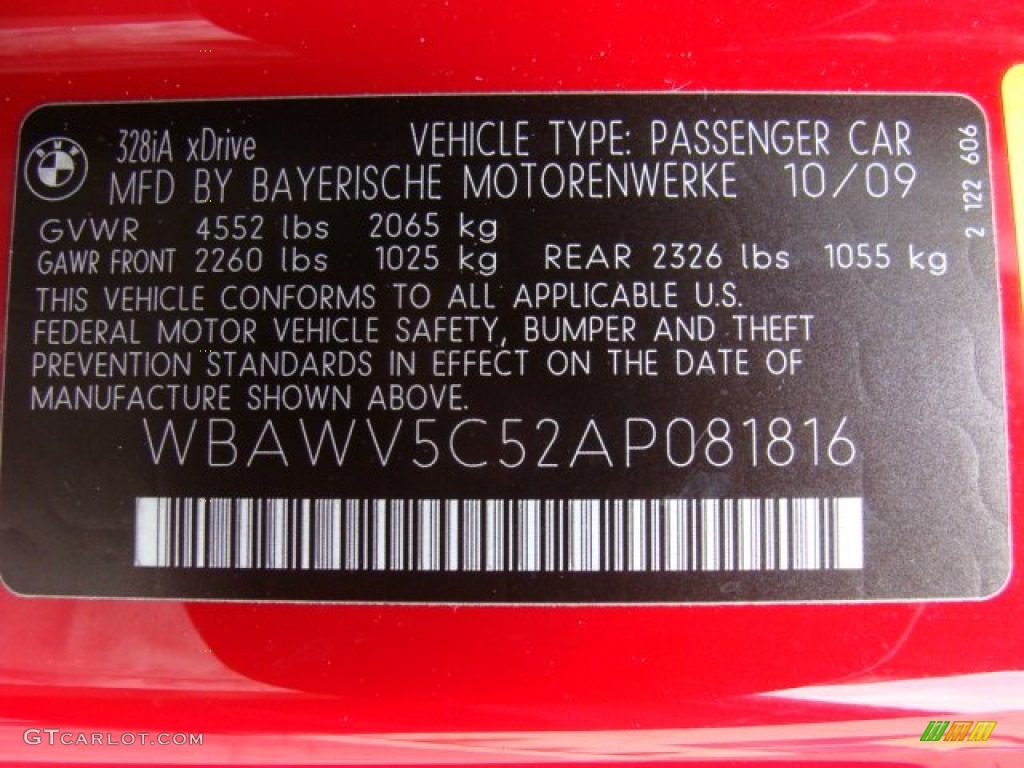 BMW
328iA xDrive
VEHICLE TYPE: PASSENGER CAR
MFD BY BAYERISCHE MOTORENWERKE 10/09
GVWR 4552 lbs 2065 kg
GAWR FRONT 2260 lbs 1025 kg REAR 2326 lbs 1055 kg
THIS VEHICLE CONFORMS TO ALL APPLICABLE U.S.
FEDERAL MOTOR VEHICLE SAFETY, BUMPER AND THEFT
PREVENTION STANDARDS IN EFFECT ON THE DATE OF
MANUFACTURE SHOWN ABOVE.
WBAWV5C52AP081816
2 122 606
GTCARLOT.COM